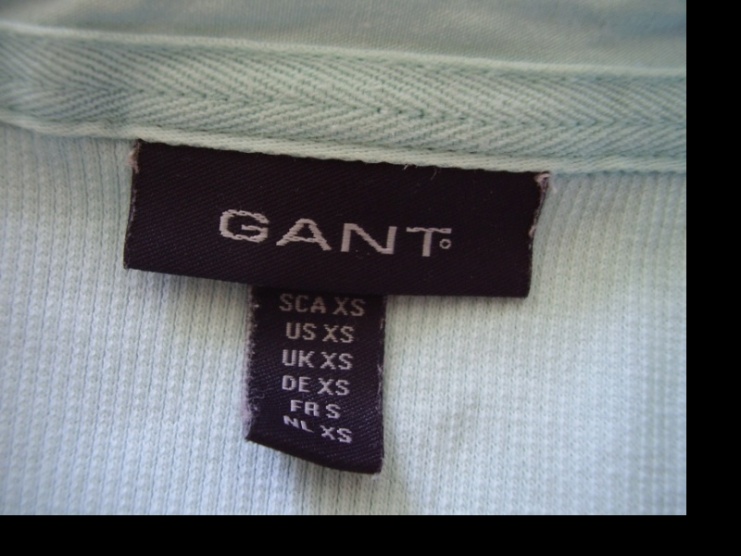 GANT
SCA XS
US XS
UK XS
DE XS
FR S
NL XS